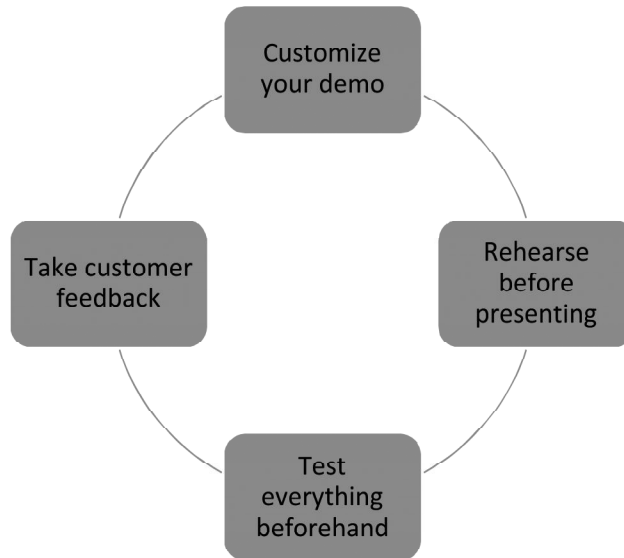 Customize
your demo
Rehearse
before
presenting
Test
everything
beforehand
Take customer
feedback